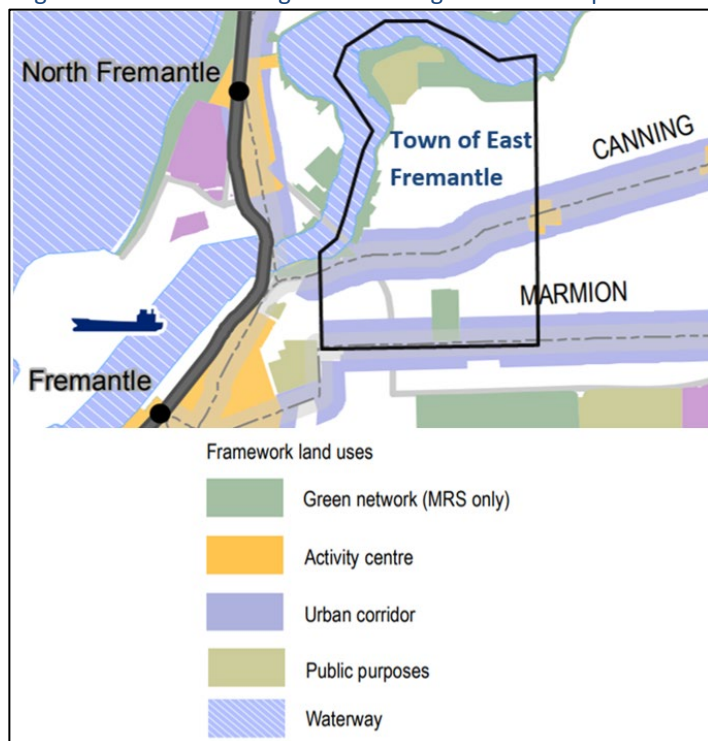 North Fremantle
Town of East
Fremantle
CANNING
MARMION
Fremantle
Framework land uses
Green network (MRS only)
Activity centre
Urban corridor
Public purposes
Waterway